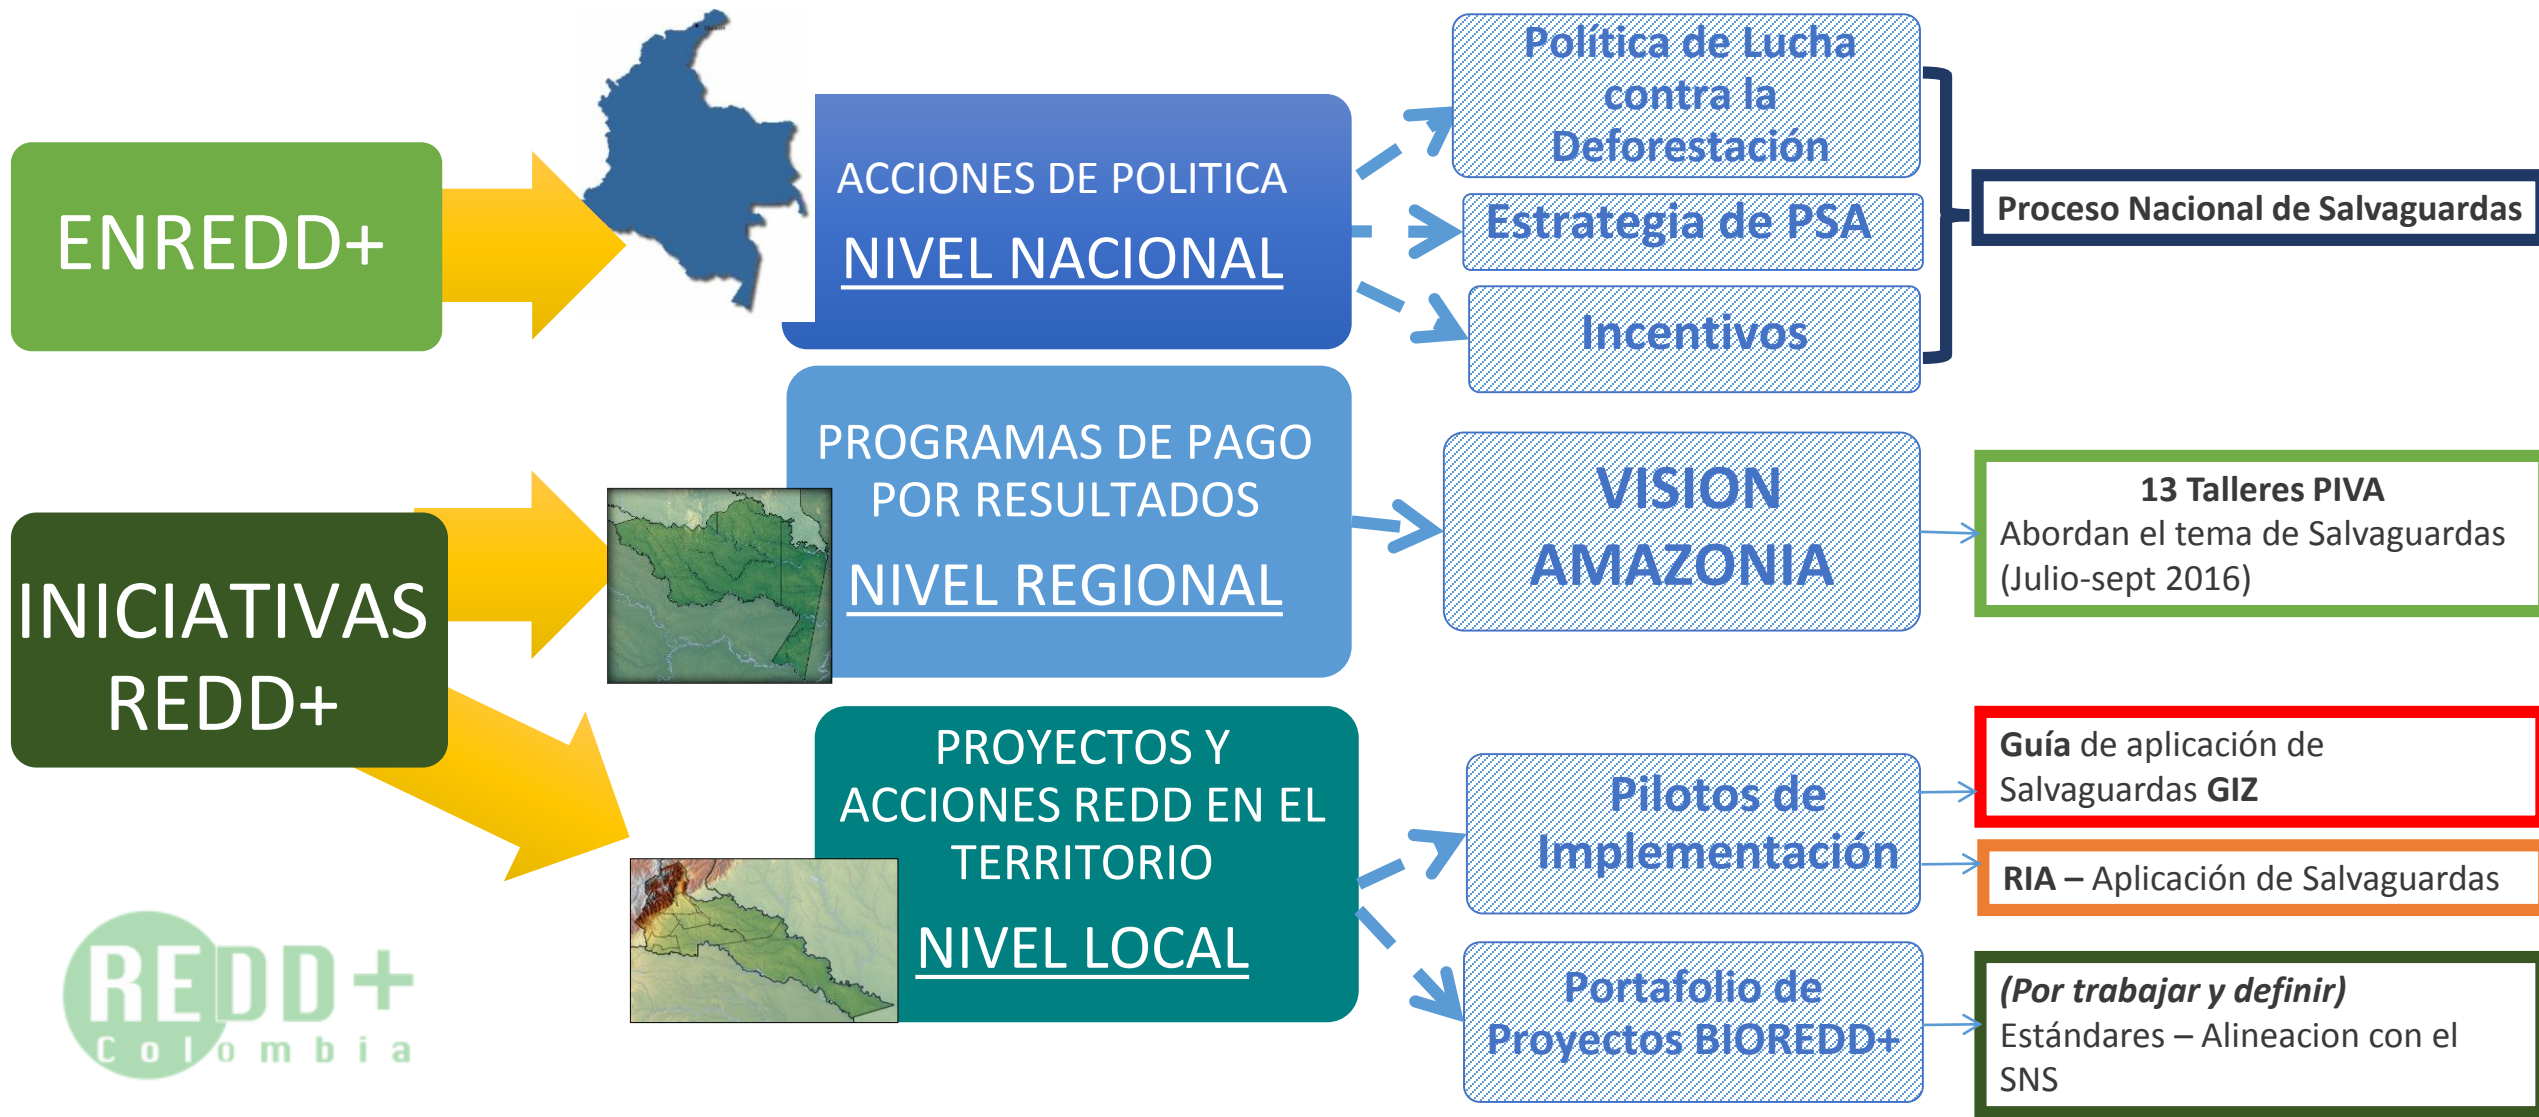 ENREDD+
ACCIONES DE POLITICA
NIVEL NACIONAL
Política de Lucha
contra la
Deforestación
Estrategia de PSA
Incentivos
Proceso Nacional de Salvaguardas
INICIATIVAS
REDD+
PROGRAMAS DE PAGO
POR RESULTADOS
NIVEL REGIONAL
VISION
AMAZONIA
13 Talleres PIVA
Abordan el tema de Salvaguardas
(Julio-sept 2016)
PROYECTOS Y
ACCIONES REDD EN EL
TERRITORIO
NIVEL LOCAL
Pilotos de
Implementación
Guía de aplicación de
Salvaguardas GIZ
RIA – Aplicación de Salvaguardas
Portafolio de
Proyectos BIOREDD+
(Por trabajar y definir)
Estándares – Alineacion con el
SNS
REDD+
Colombia